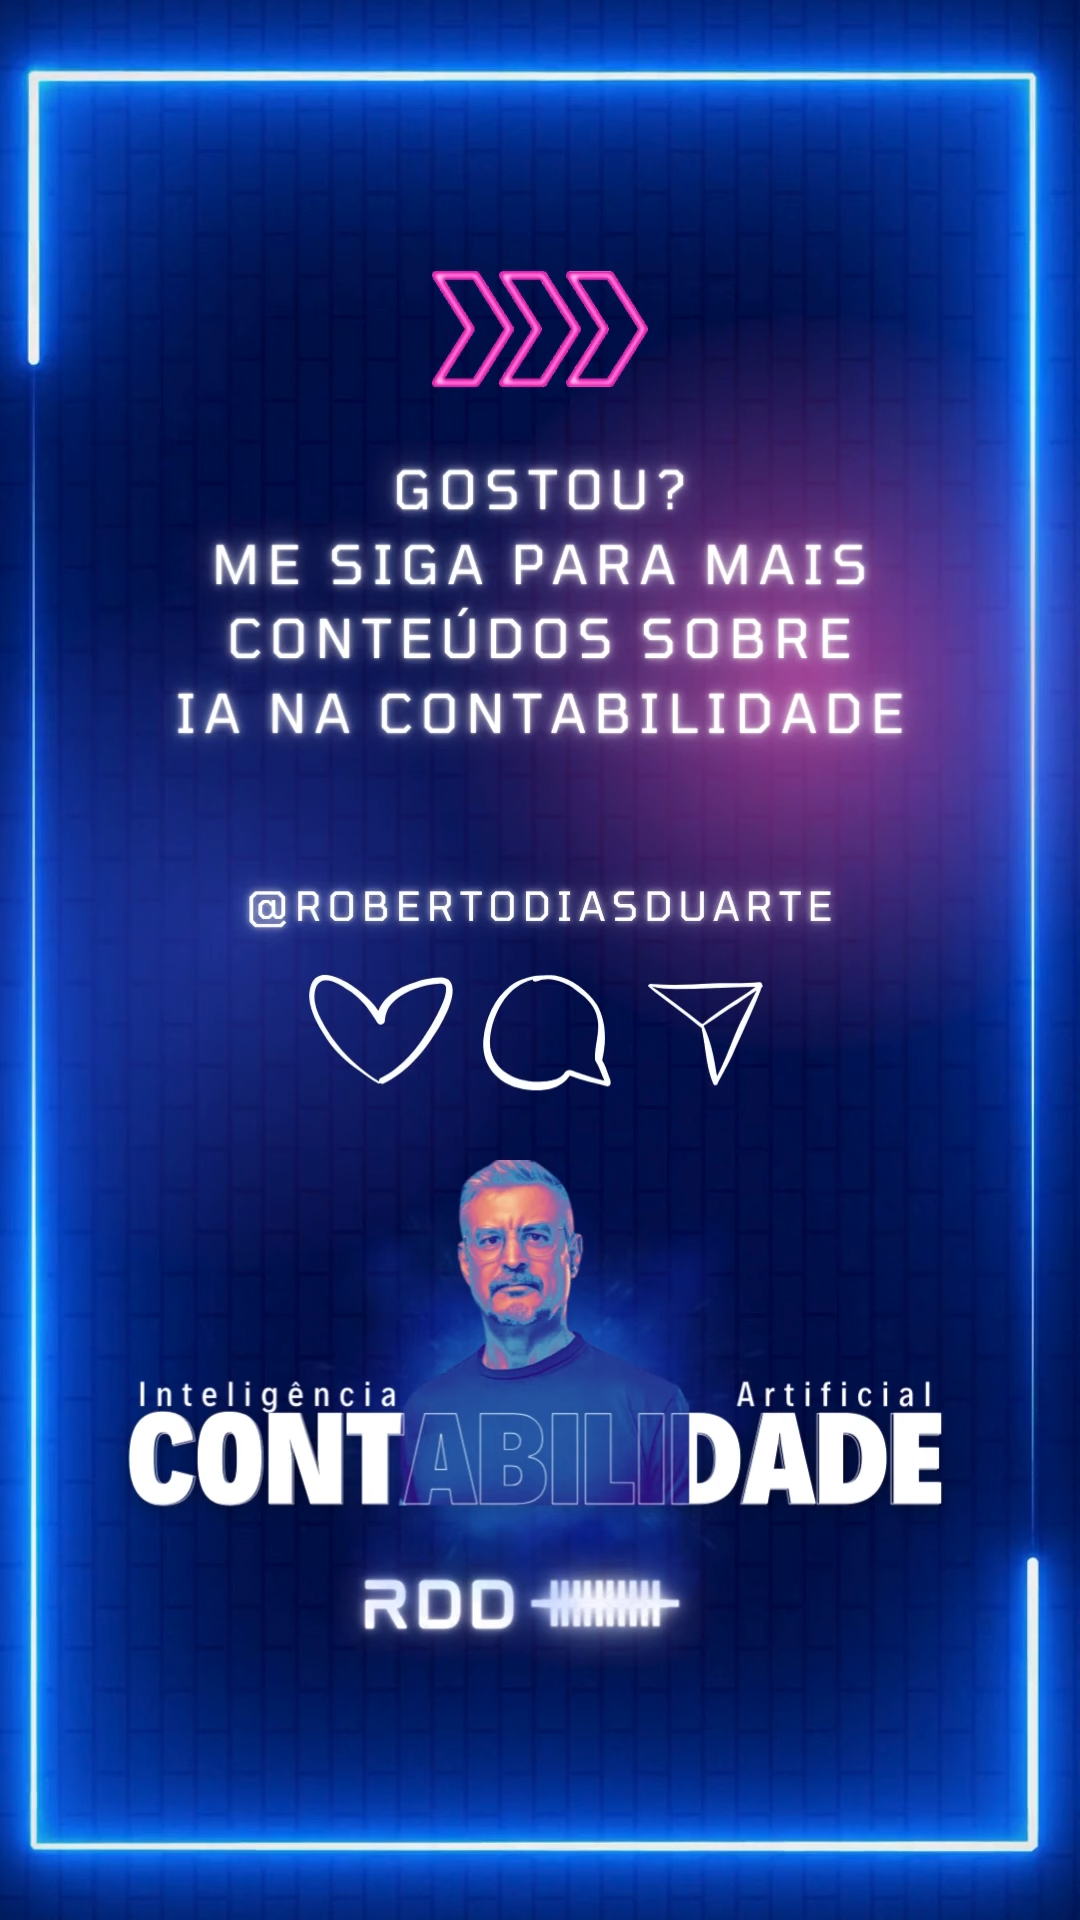 GOSTOU?
ME SIGA PARA MAIS
CONTEÚDOS SOBRE
IA NA CONTABILIDADE
@ROBERTODIASDUARTE
Inteligência Artificial
CONTABILIDADE
RDD